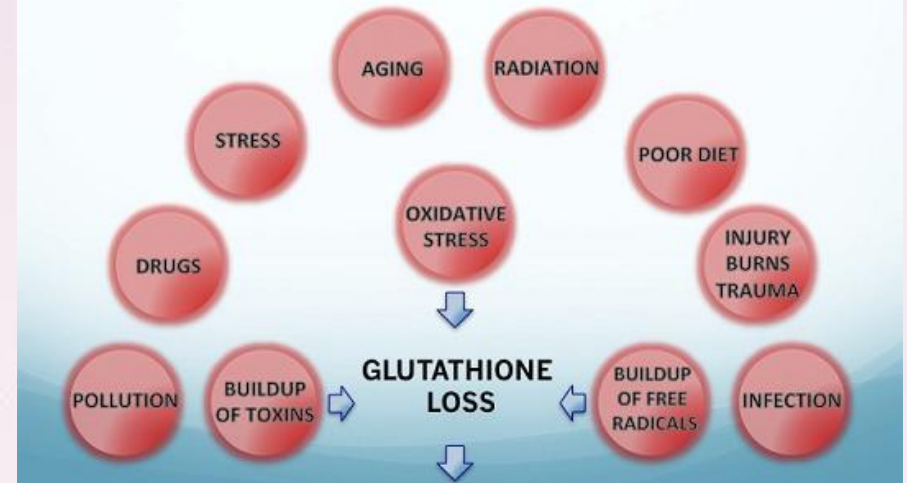 AGING
RADIATION
STRESS
POOR DIET
OXIDATIVE
STRESS
DRUGS
INJURY
BURNS
TRAUMA
GLUTATHIONE
LOSS
POLLUTION
BUILDUP
OF TOXINS
BUILDUP
OF FREE
RADICALS
INFECTION